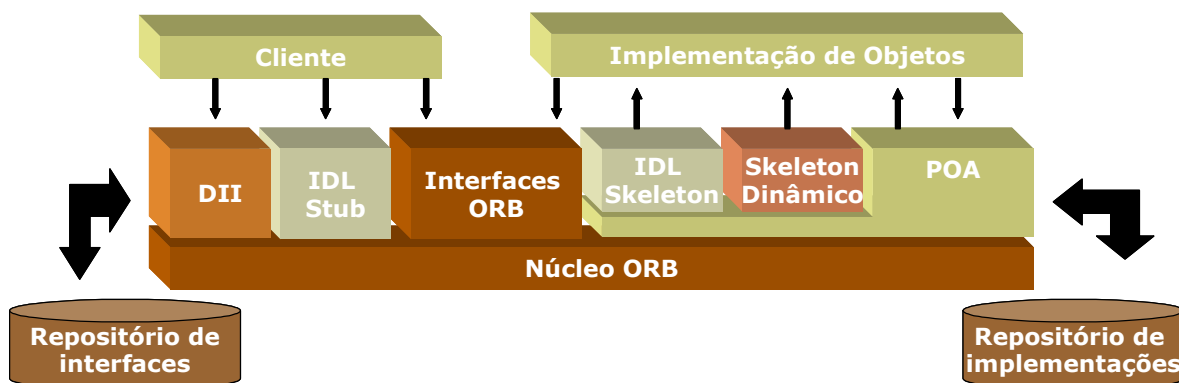 Cliente
Implementação de Objetos
DII
IDL
Stub
Interfaces
ORB
IDL
Skeleton
Skeleton
Dinâmico
POA
Núcleo ORB
Repositório de
interfaces
Repositório de
implementações